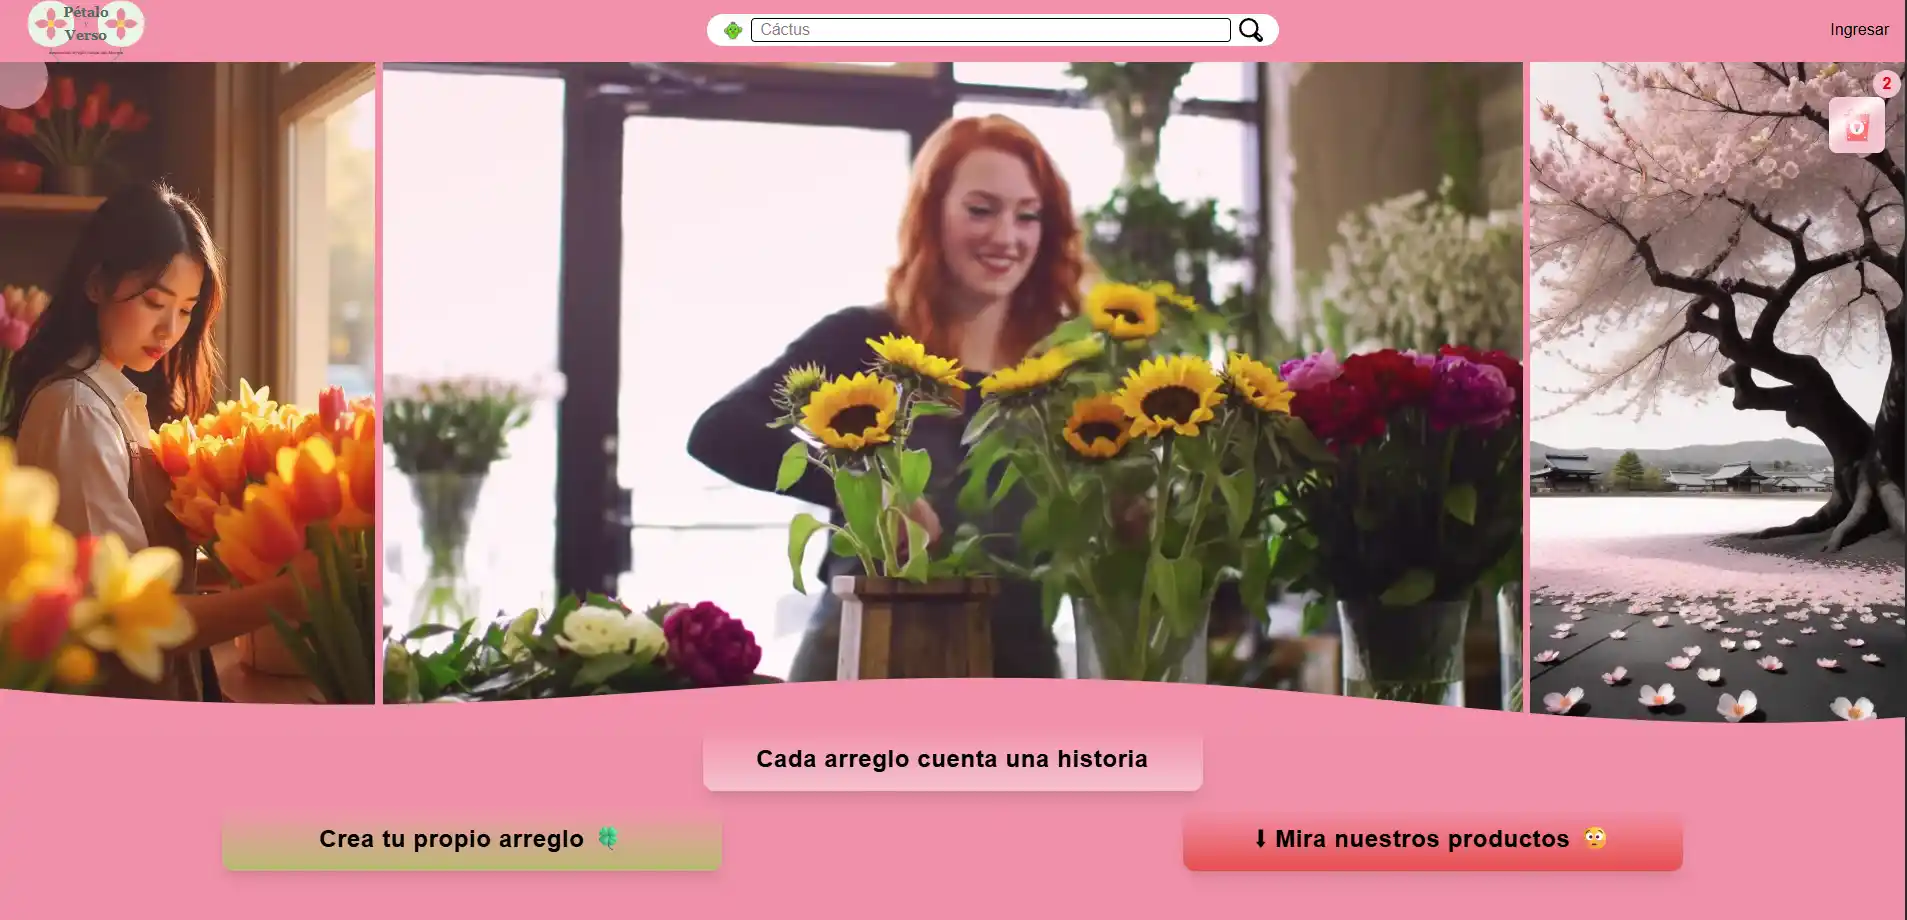 Pétalo
Y
Verso
Cáctus
Ingresar
2
Cada arreglo cuenta una historia
Crea tu propio arreglo 🍀
⬇ Mira nuestros productos 😳